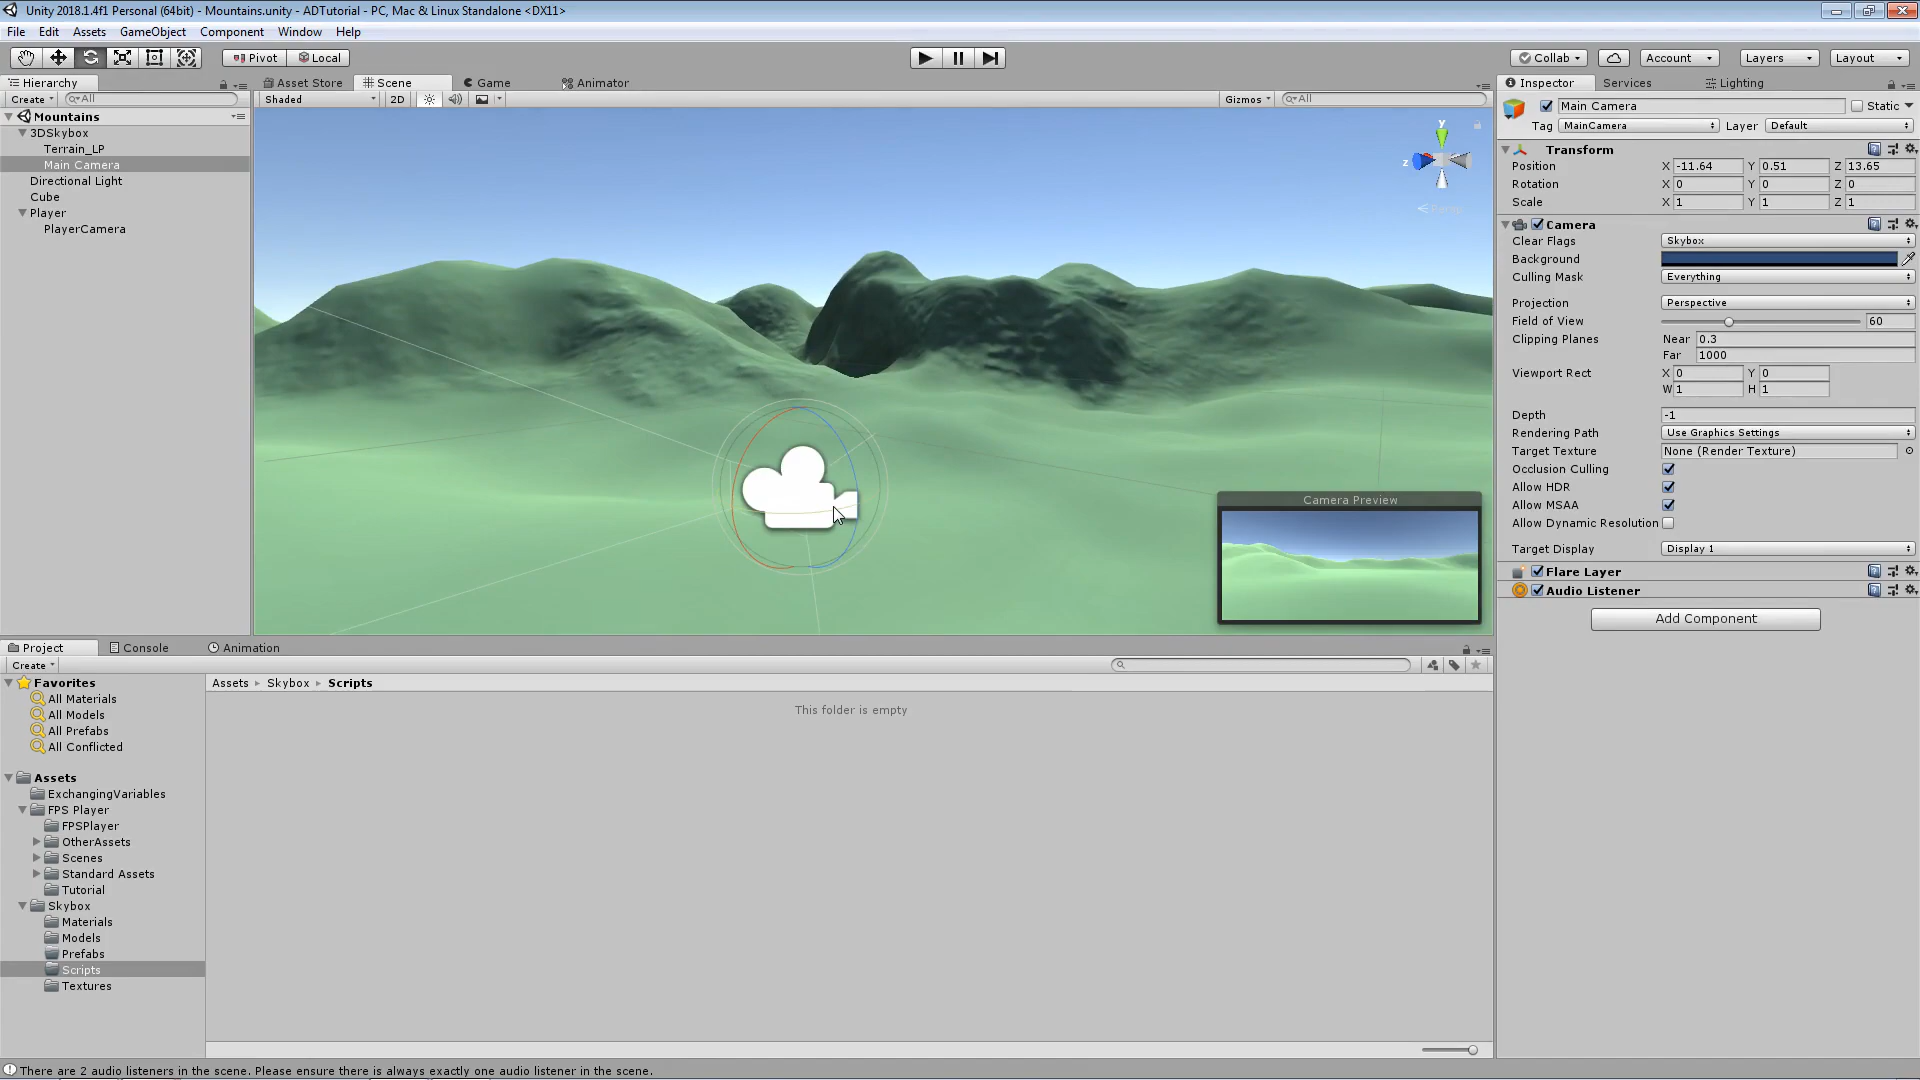 Unity 2018.1.4f1 Personal (64bit) - Mountains.unity - ADTutorial - PC, Mac & Linux Standalone <DX11>
File Edit Assets GameObject Component Window Help
Pivot Local Collab Account Layers Layout
Hierarchy
Create All
Mountains
3DSkybox
Terrain_LP
Main Camera
Directional Light
Cube
Player
PlayerCamera
Asset Store Scene Game Animator
Shaded 2D Gizmos All
y
z
Persp
Camera Preview
Inspector Services Lighting
Main Camera Static
Tag MainCamera Layer Default
Transform
Position X -11.64 Y 0.51 Z 13.65
Rotation X 0 Y 0 Z 0
Scale X 1 Y 1 Z 1
Camera
Clear Flags Skybox
Background
Culling Mask Everything
Projection Perspective
Field of View 60
Clipping Planes Near 0.3
Far 1000
Viewport Rect X 0 Y 0
W 1 H 1
Depth -1
Rendering Path Use Graphics Settings
Target Texture None (Render Texture)
Occlusion Culling
Allow HDR
Allow MSAA
Allow Dynamic Resolution
Target Display Display 1
Flare Layer
Audio Listener
Add Component
Project Console Animation
Create
Favorites
All Materials
All Models
All Prefabs
All Conflicted
Assets
ExchangingVariables
FPS Player
FPSPlayer
OtherAssets
Scenes
Standard Assets
Tutorial
Skybox
Materials
Models
Prefabs
Scripts
Textures
Assets Skybox Scripts
This folder is empty
There are 2 audio listeners in the scene. Please ensure there is always exactly one audio listener in the scene.